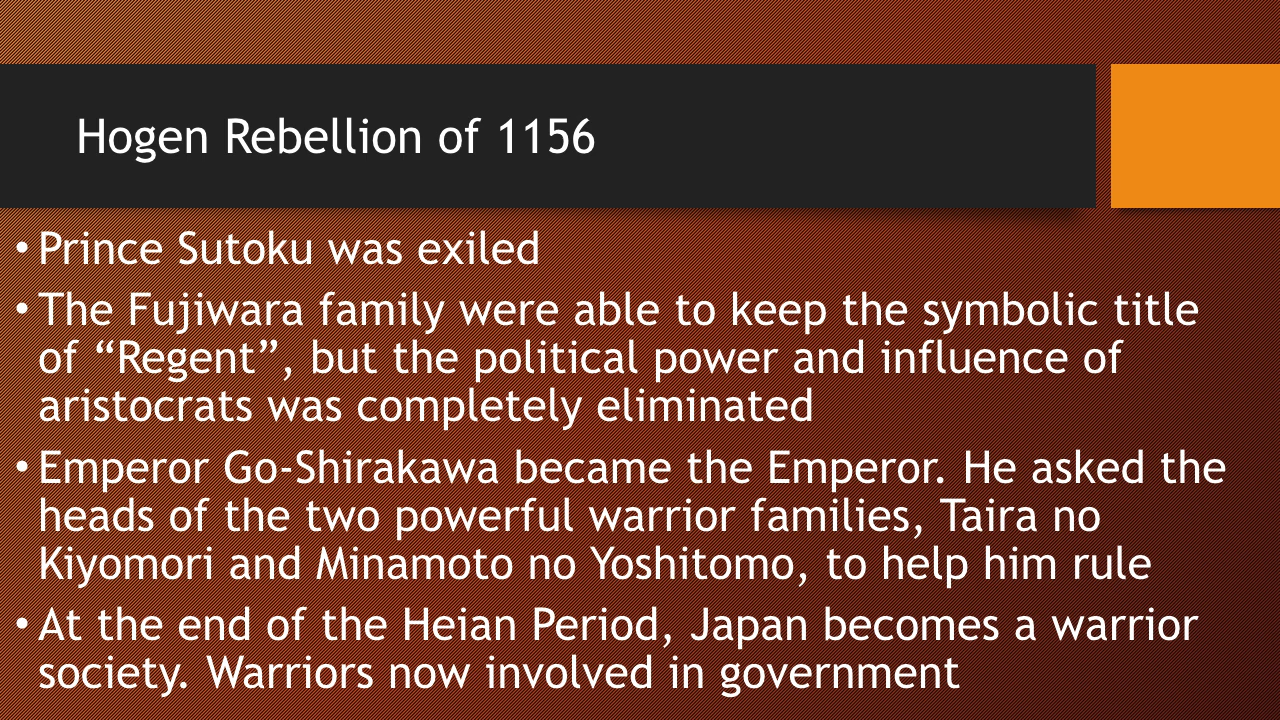 Hogen Rebellion of 1156
• Prince Sutoku was exiled
• The Fujiwara family were able to keep the symbolic title
of “Regent”, but the political power and influence of
aristocrats was completely eliminated
• Emperor Go-Shirakawa became the Emperor. He asked the
heads of the two powerful warrior families, Taira no
Kiyomori and Minamoto no Yoshitomo, to help him rule
• At the end of the Heian Period, Japan becomes a warrior
society. Warriors now involved in government